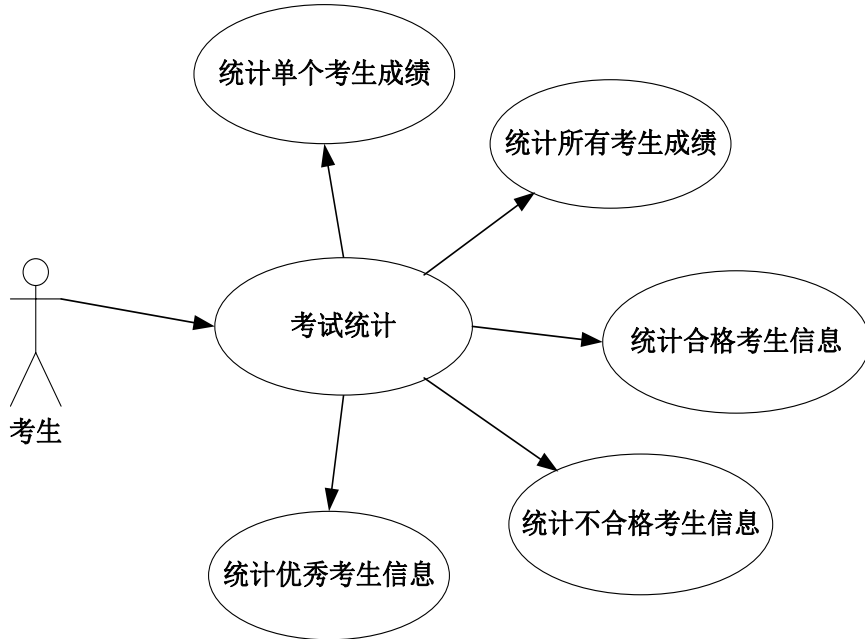 统计单个考生成绩
统计所有考生成绩
考试统计
统计合格考生信息
考生
统计不合格考生信息
统计优秀考生信息